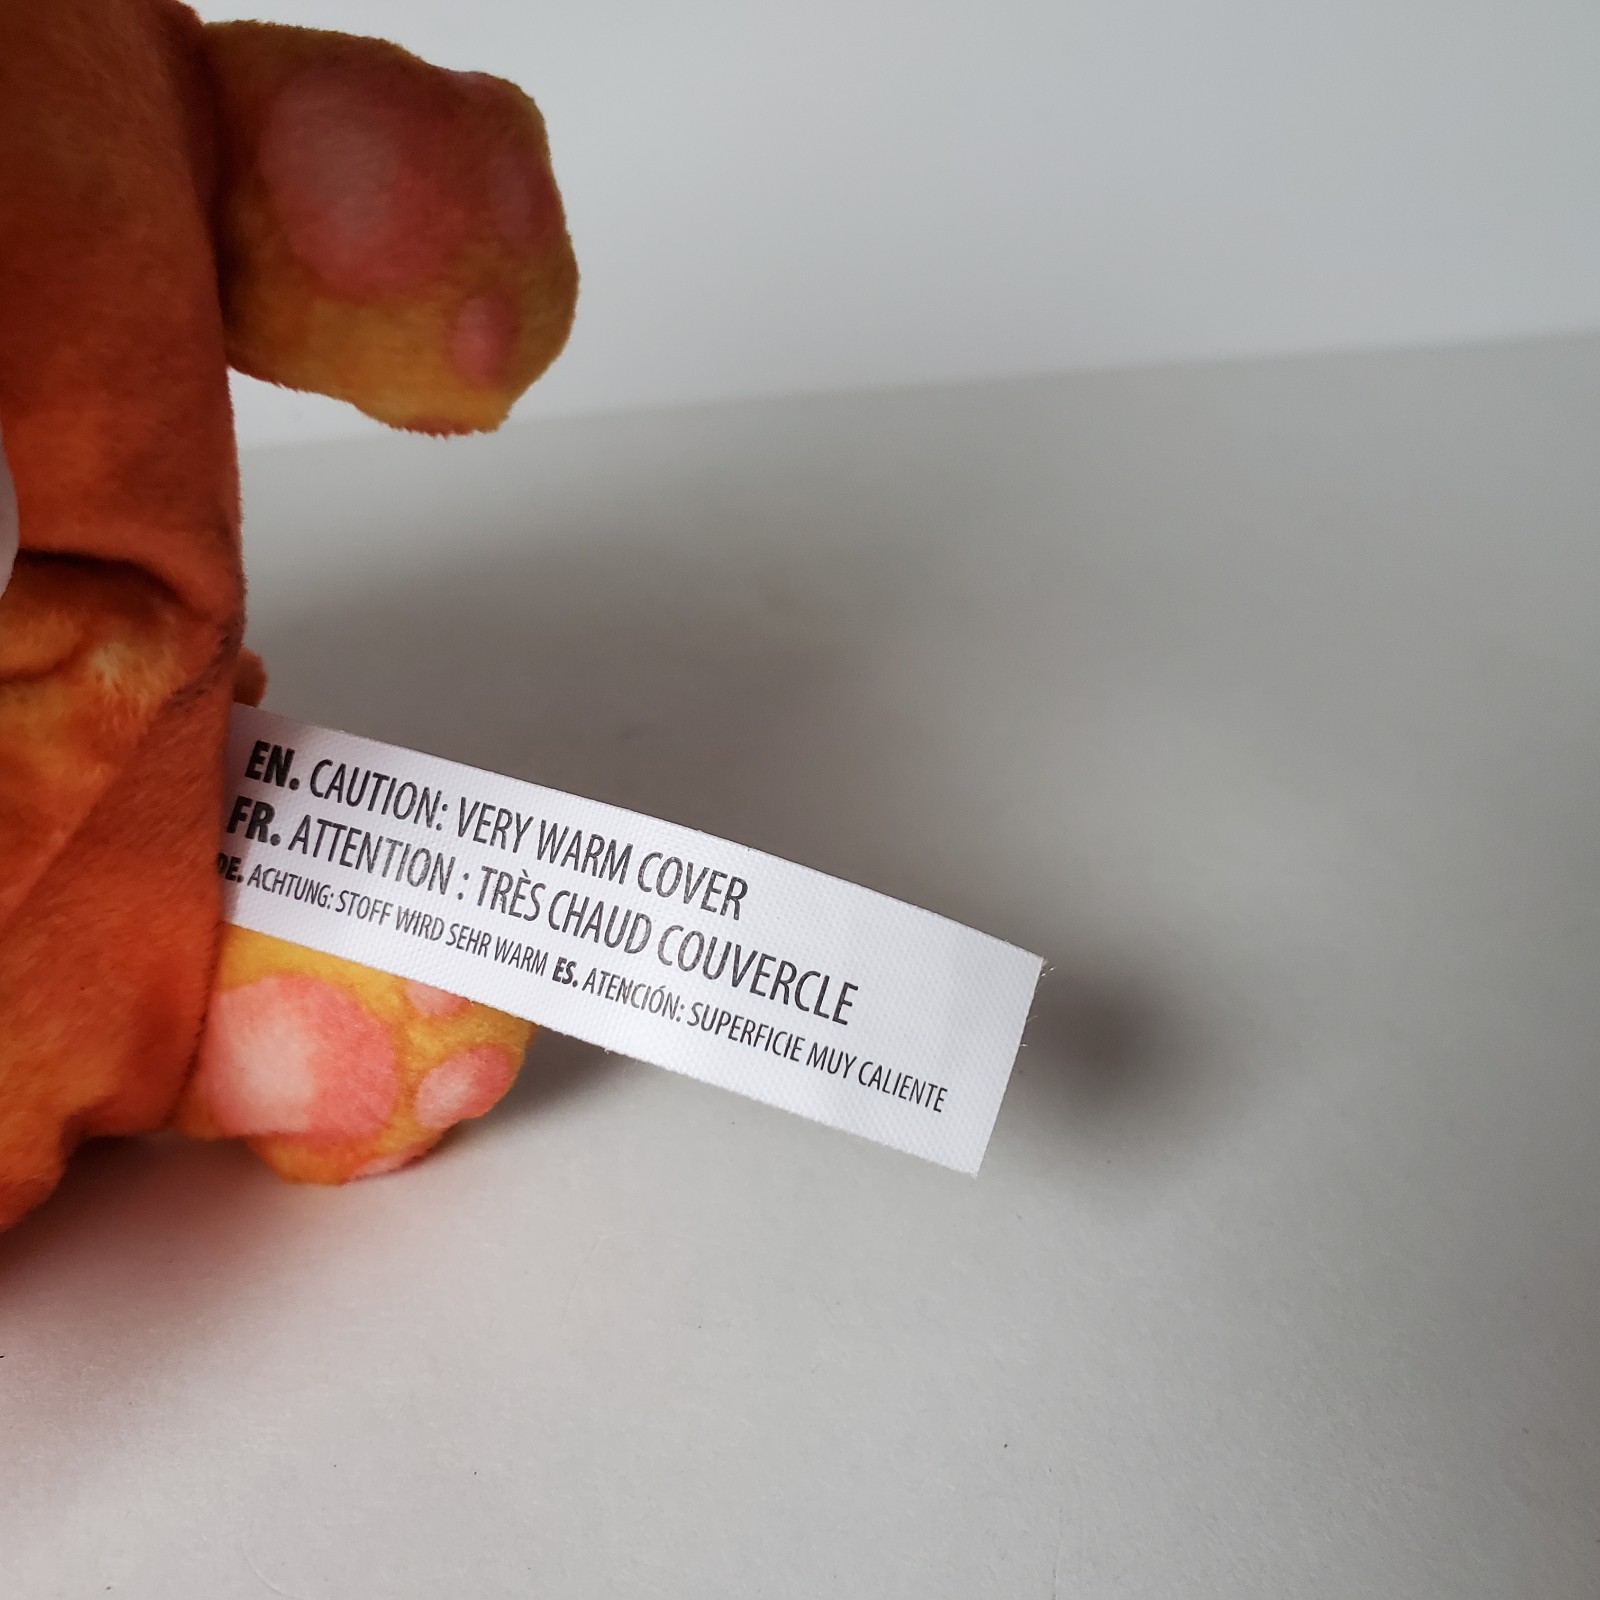 EN. CAUTION: VERY WARM COVER
FR. ATTENTION : TRÈS CHAUD COUVERCLE
DE. ACHTUNG: STOFF WIRD SEHR WARM ES. ATENCIÓN: SUPERFICIE MUY CALIENTE